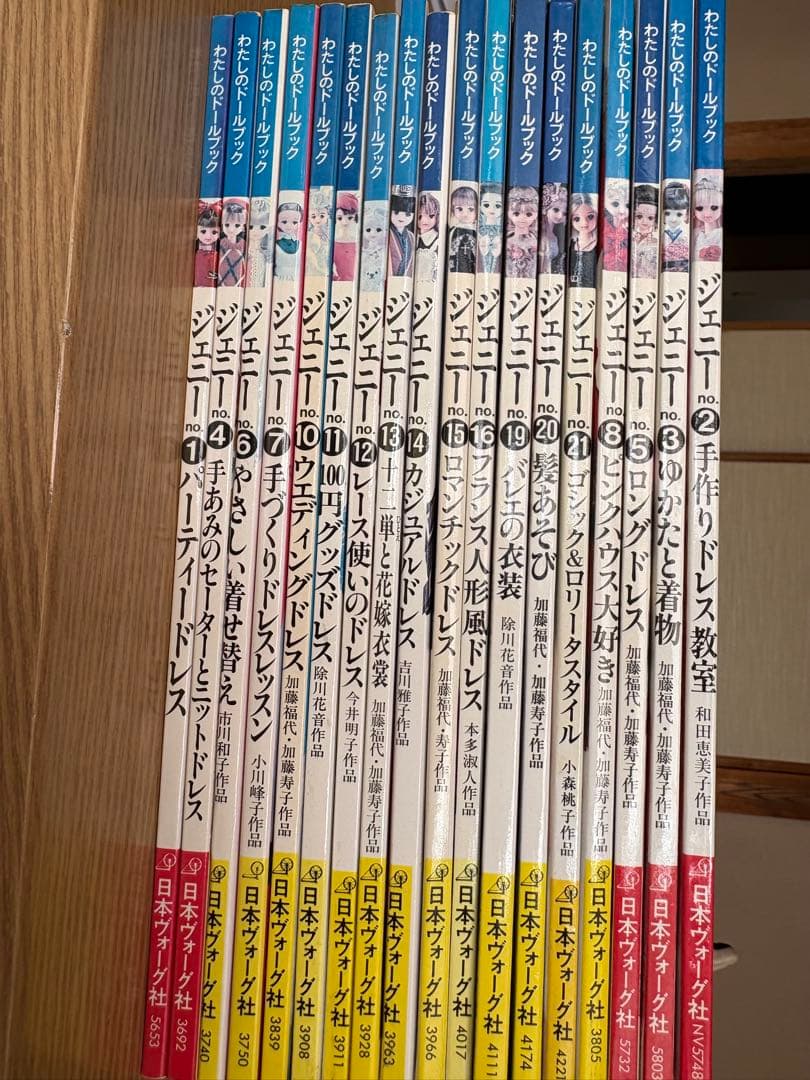 わたしのドールブック ジェニー no.1 パーティードレス 日本ヴォーグ社 5653
わたしのドールブック ジェニー no.4 手あみのセーターとニットドレス 日本ヴォーグ社 3692
わたしのドールブック ジェニー no.6 やさしい着せ替え 市川和子作品 日本ヴォーグ社 3740
わたしのドールブック ジェニー no.7 手づくりドレスレッスン 小川峰子作品 日本ヴォーグ社 3750
わたしのドールブック ジェニー no.10 ウエディングドレス 加藤福代・加藤寿子作品 日本ヴォーグ社 3839
わたしのドールブック ジェニー no.11 100円グッズドレス 除川花音作品 日本ヴォーグ社 3908
わたしのドールブック ジェニー no.12 レース使いのドレス 今井明子作品 日本ヴォーグ社 3911
わたしのドールブック ジェニー no.13 十二単と花嫁衣裳 加藤福代・加藤寿子作品 日本ヴォーグ社 3928
わたしのドールブック ジェニー no.14 カジュアルドレス 吉川雅子作品 日本ヴォーグ社 3963
わたしのドールブック ジェニー no.15 ロマンチックドレス 加藤福代・寿子作品 日本ヴォーグ社 3966
わたしのドールブック ジェニー no.16 フランス人形風ドレス 本多淑人作品 日本ヴォーグ社 4017
わたしのドールブック ジェニー no.19 バレエの衣装 除川花音作品 日本ヴォーグ社 4111
わたしのドールブック ジェニー no.20 髪あそび 加藤福代・加藤寿子作品 日本ヴォーグ社 4174
わたしのドールブック ジェニー no.21 ゴシック&ロリータスタイル 小森桃子作品 日本ヴォーグ社 4221
わたしのドールブック ジェニー no.8 ピンクハウス大好き 加藤福代・加藤寿子作品 日本ヴォーグ社 3805
わたしのドールブック ジェニー no.5 ロングドレス 加藤福代・加藤寿子作品 日本ヴォーグ社 5732
わたしのドールブック ジェニー no.3 ゆかたと着物 加藤福代・加藤寿子作品 日本ヴォーグ社 5803
わたしのドールブック ジェニー no.2 手作りドレス教室 和田恵美子作品 日本ヴォーグ社 NV5748